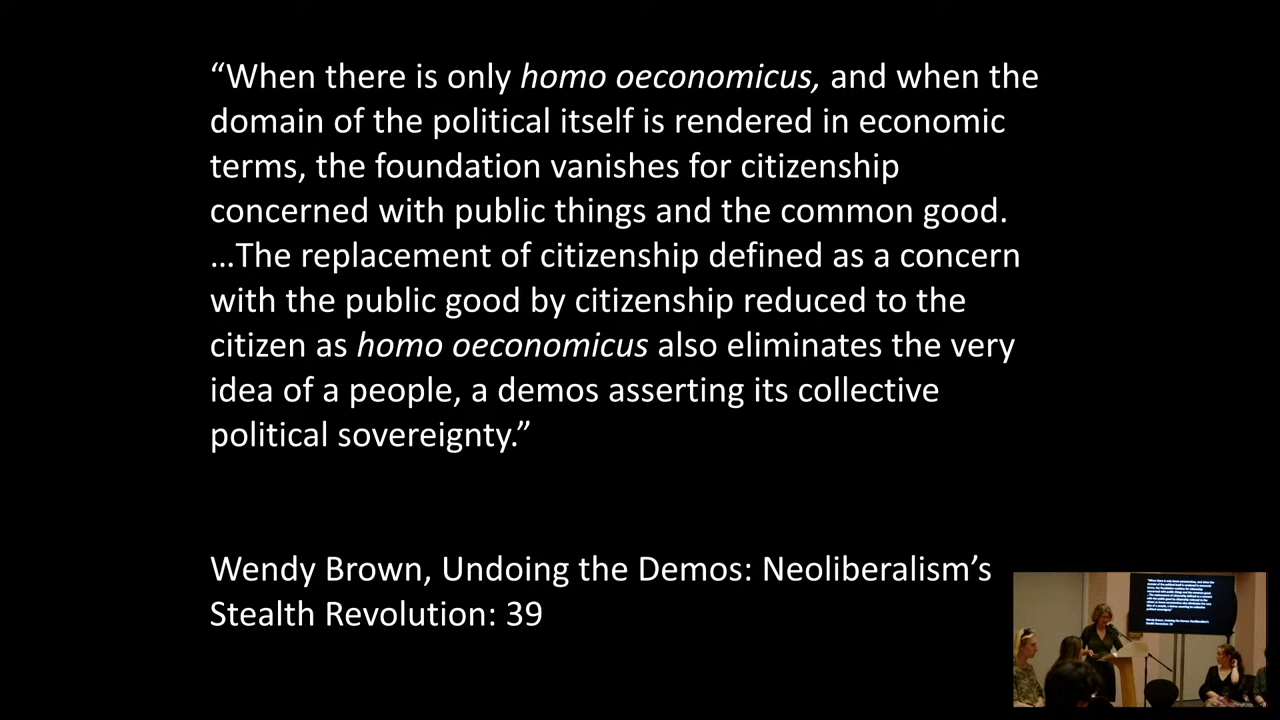 “When there is only homo oeconomicus, and when the
domain of the political itself is rendered in economic
terms, the foundation vanishes for citizenship
concerned with public things and the common good.
…The replacement of citizenship defined as a concern
with the public good by citizenship reduced to the
citizen as homo oeconomicus also eliminates the very
idea of a people, a demos asserting its collective
political sovereignty.”
Wendy Brown, Undoing the Demos: Neoliberalism’s
Stealth Revolution: 39